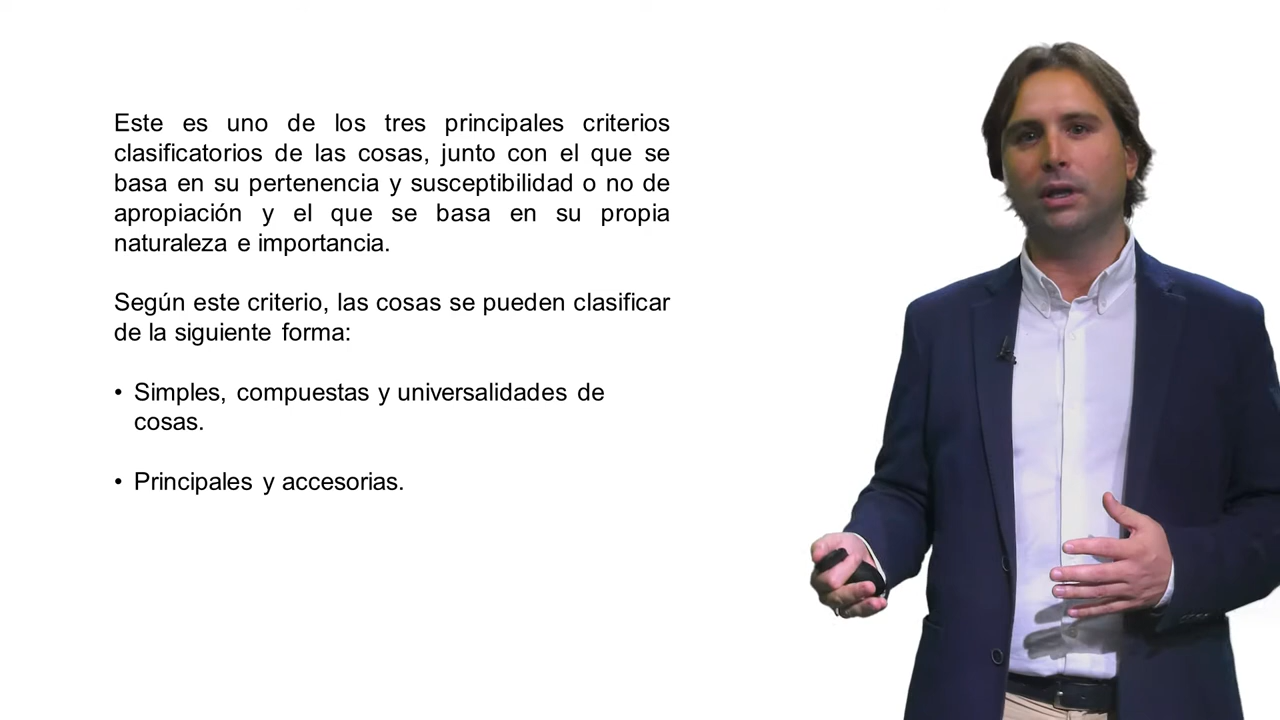 Este es uno de los tres principales criterios
clasificatorios de las cosas, junto con el que se
basa en su pertenencia y susceptibilidad o no de
apropiación y el que se basa en su propia
naturaleza e importancia.
Según este criterio, las cosas se pueden clasificar
de la siguiente forma:
• Simples, compuestas y universalidades de
cosas.
• Principales y accesorias.